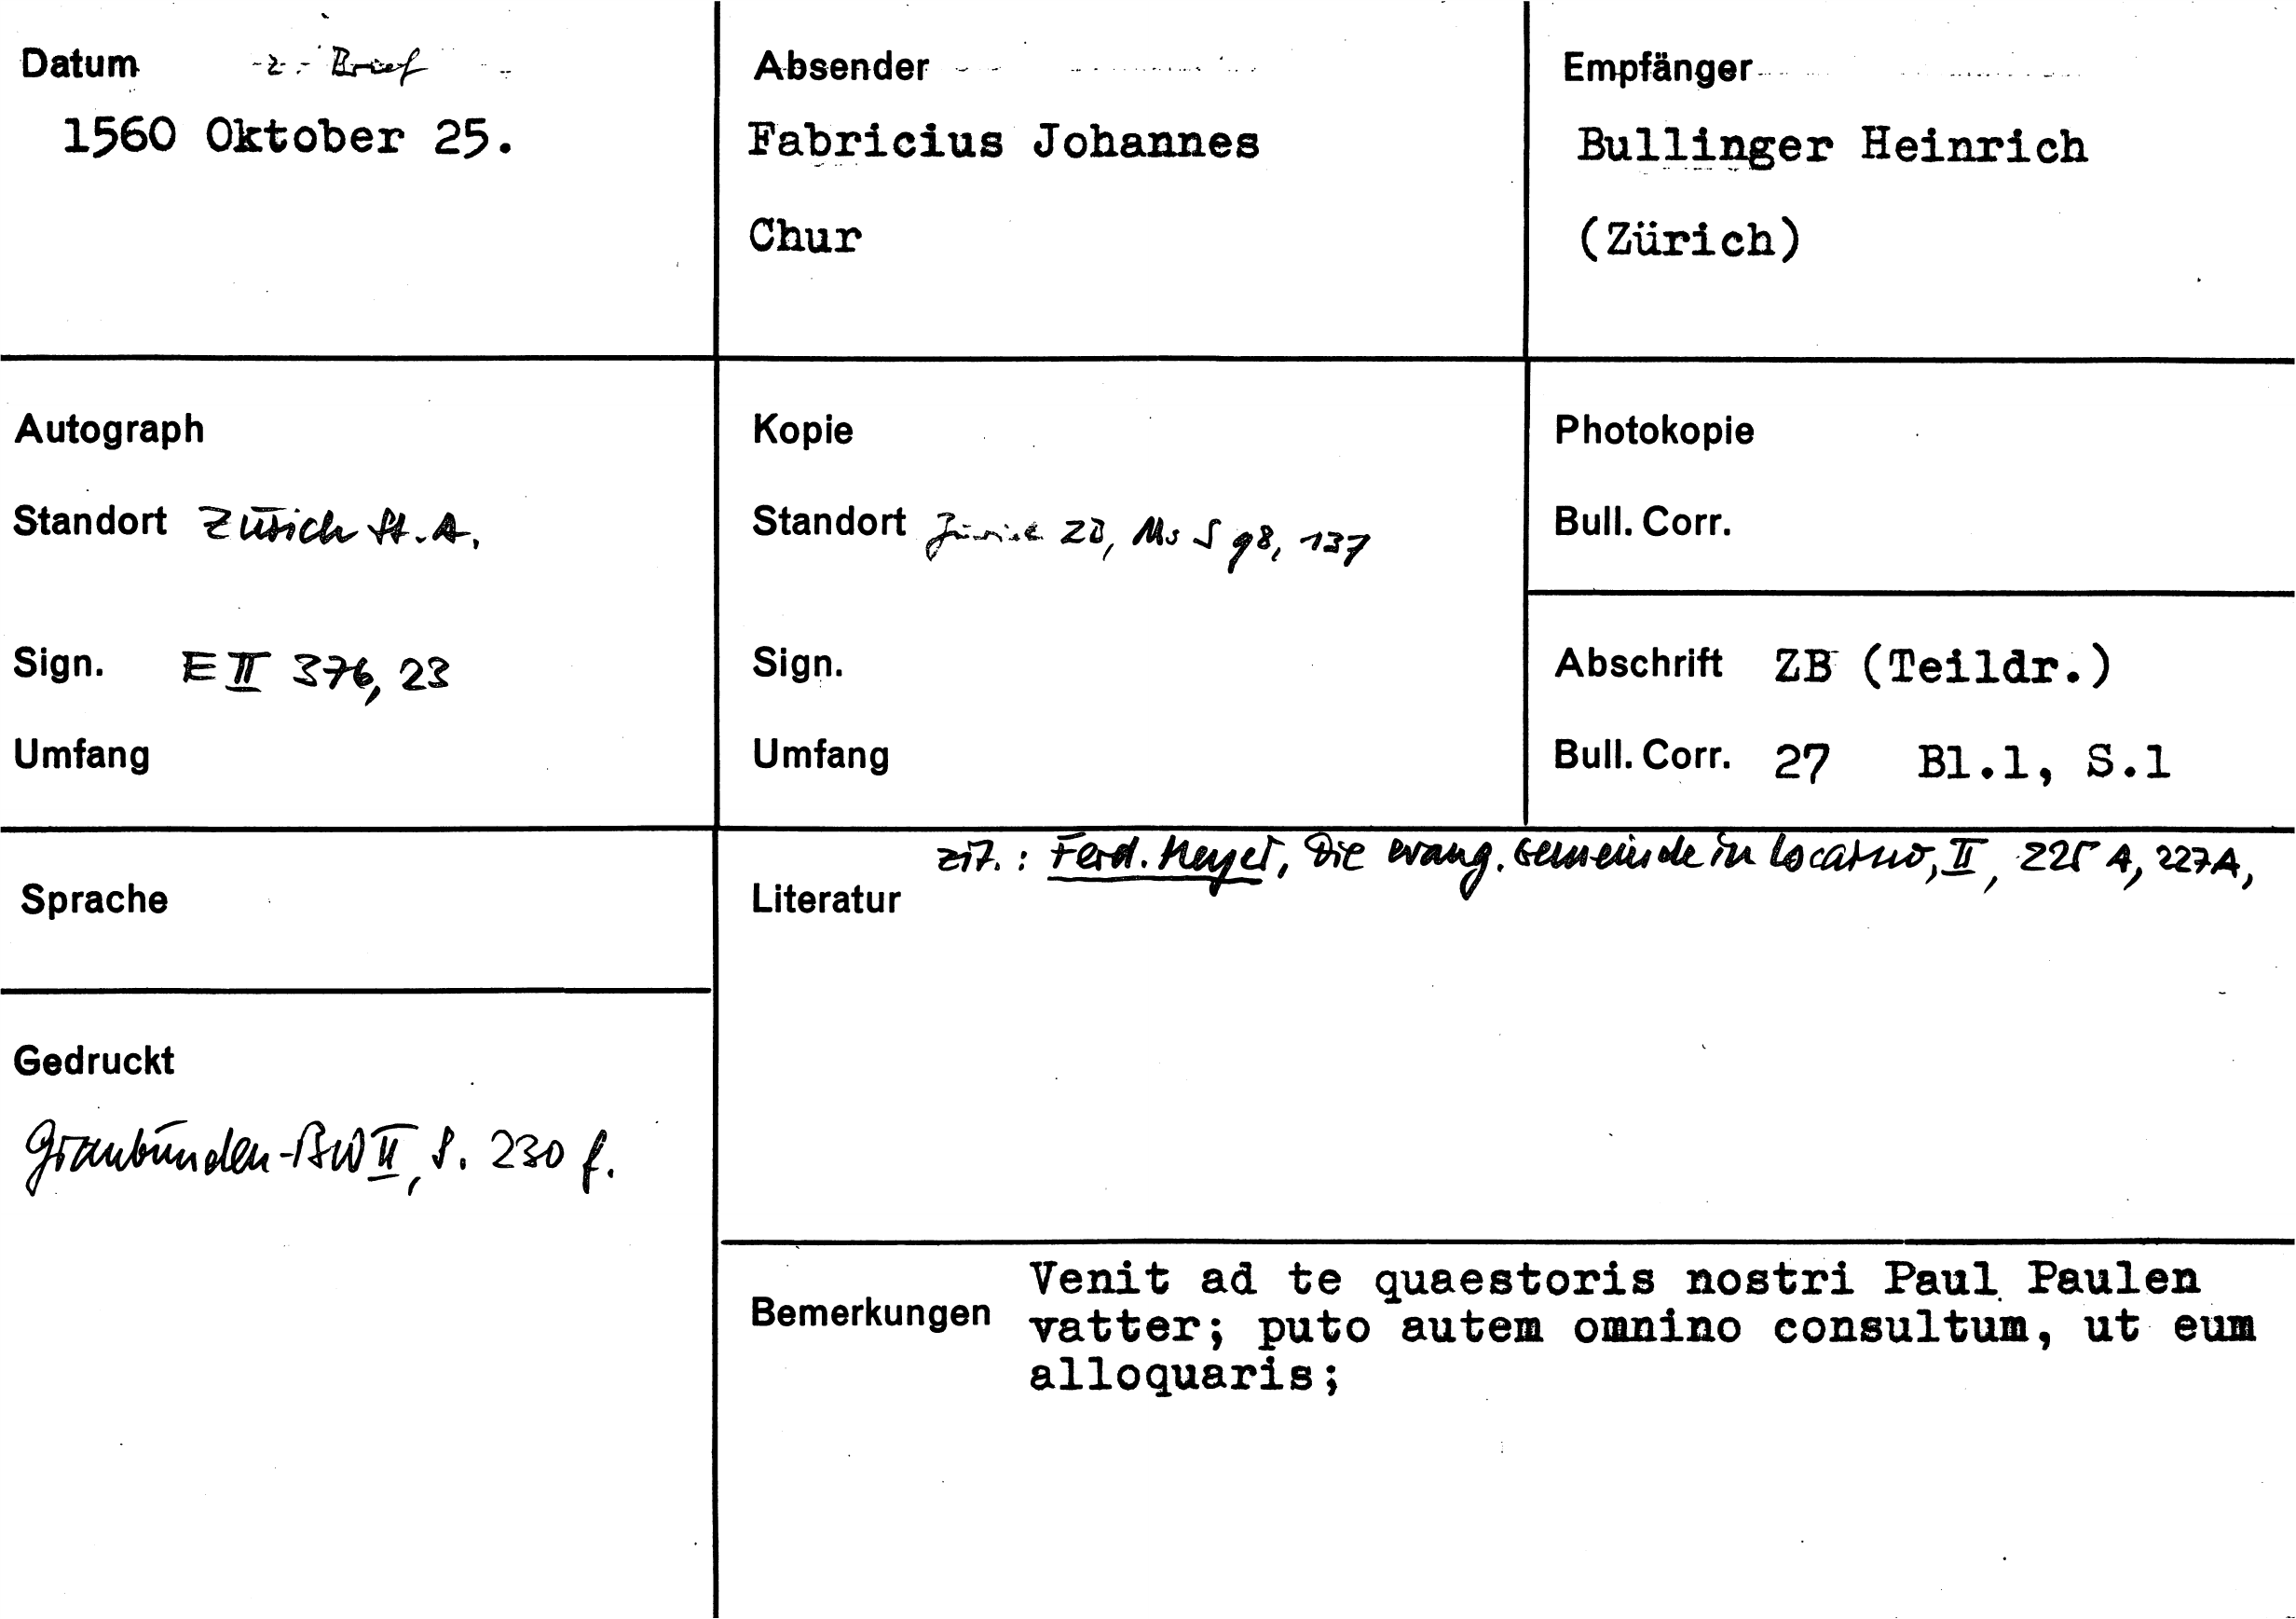 Datum - 2. Brief
1560 Oktober 25.
Absender
Fabricius Johannes
Chur
Empfänger
Bullinger Heinrich
(Zürich)
Autograph
Standort Zürich St.A.
Sign. E II 376, 23
Umfang
Kopie
Standort Zürich ZB, Ms S 98, 137
Sign.
Umfang
Photokopie
Bull. Corr.
Abschrift ZB (Teildr.)
Bull. Corr. 27 Bl.1, S.1
Sprache
Gedruckt
Graubünden-BW II, S. 230 f.
zit.: Ferd. Meyer, Die evang. Gemeinde in Locarno, II, 225 A, 227A,
Literatur
Bemerkungen
Venit ad te quaestoris nostri Paul Paulen
vatter; puto autem omnino consultum, ut eum
alloquaris;